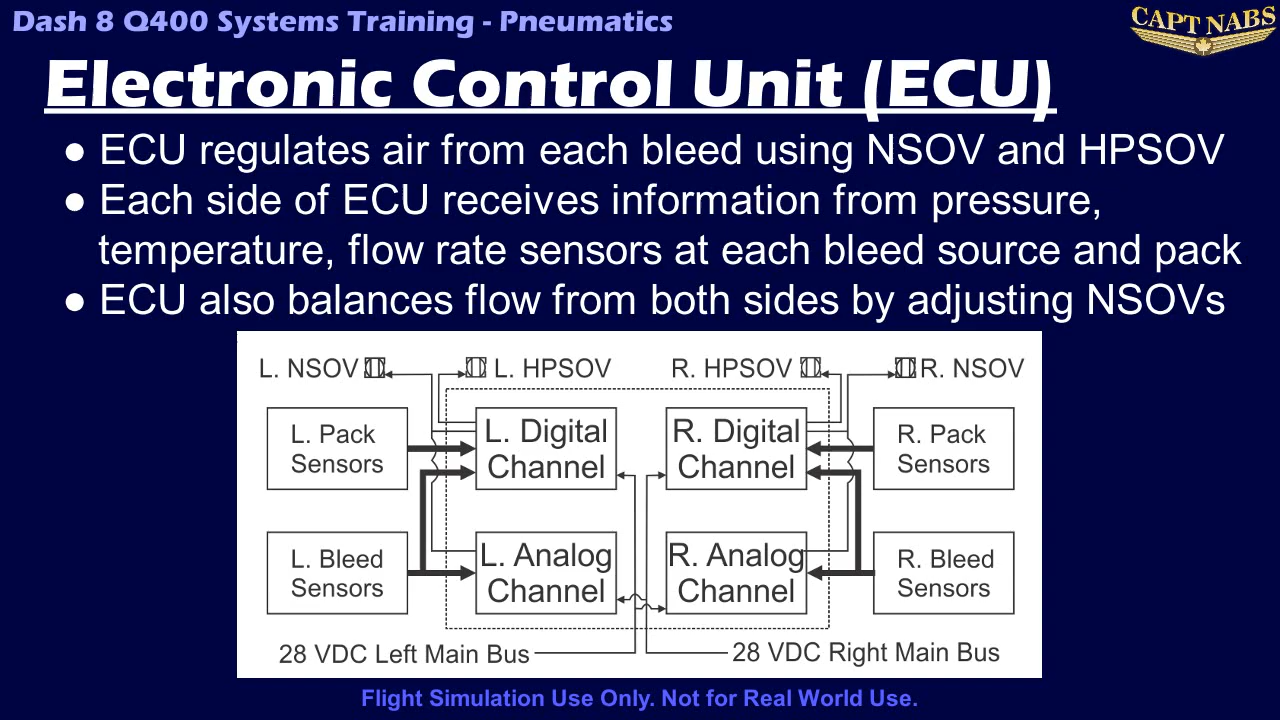 Dash 8 Q400 Systems Training - Pneumatics
CAPT NABS
Electronic Control Unit (ECU)
● ECU regulates air from each bleed using NSOV and HPSOV
● Each side of ECU receives information from pressure,
temperature, flow rate sensors at each bleed source and pack
● ECU also balances flow from both sides by adjusting NSOVs
L. NSOV
L. HPSOV
R. HPSOV
R. NSOV
L. Pack
Sensors
L. Digital
Channel
R. Digital
Channel
R. Pack
Sensors
L. Bleed
Sensors
L. Analog
Channel
R. Analog
Channel
R. Bleed
Sensors
28 VDC Left Main Bus
28 VDC Right Main Bus
Flight Simulation Use Only. Not for Real World Use.